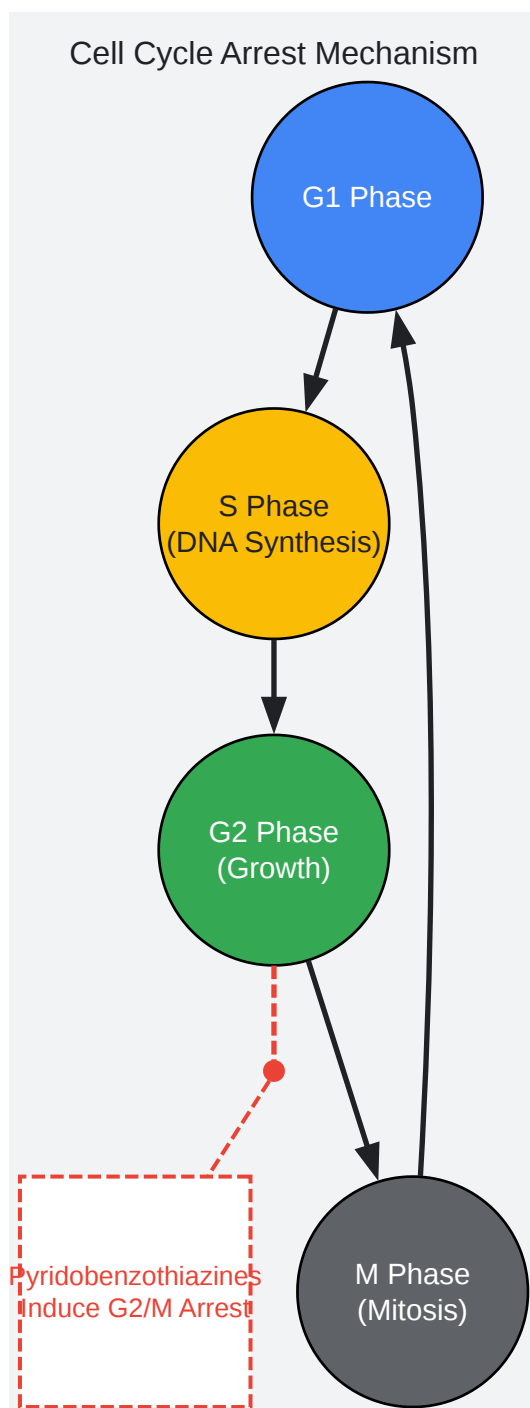 Cell Cycle Arrest Mechanism
G1 Phase
S Phase
(DNA Synthesis)
G2 Phase
(Growth)
Pyridobenzothiazines
Induce G2/M Arrest
M Phase
(Mitosis)